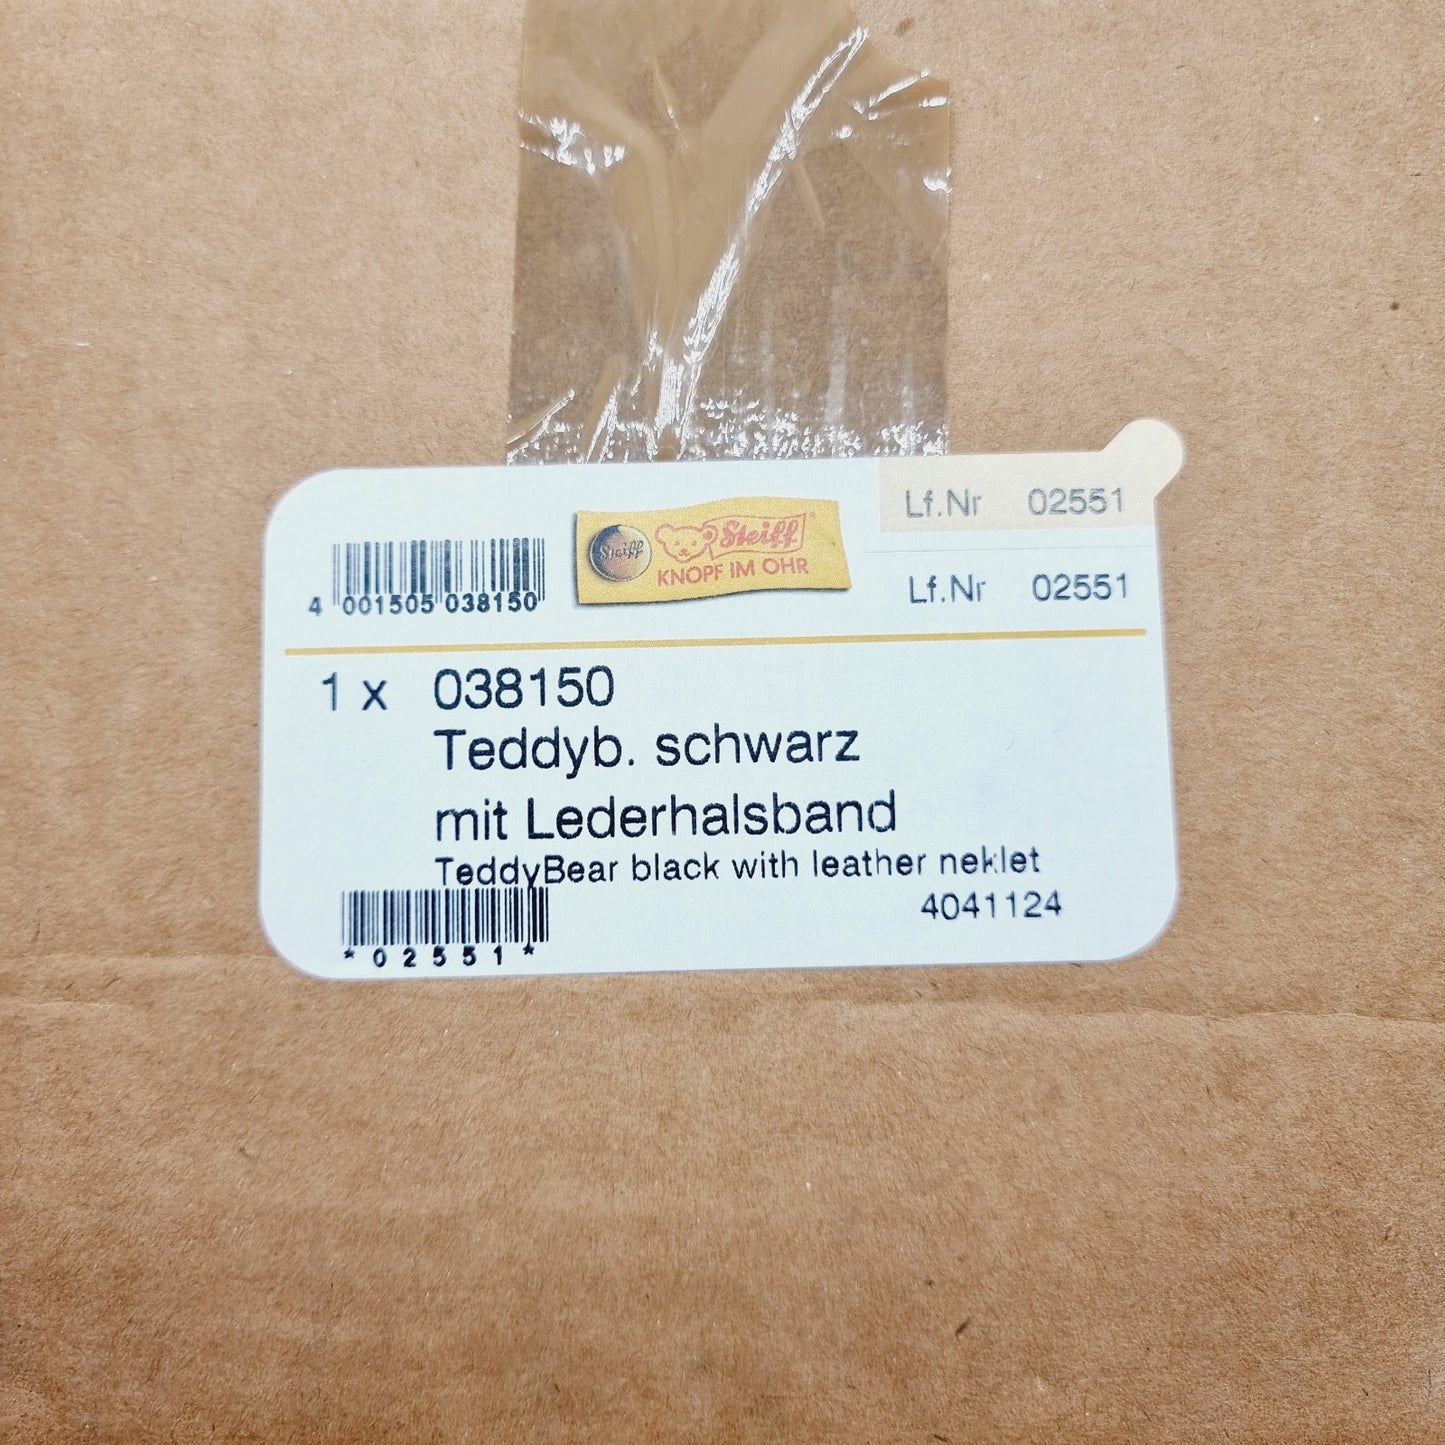 Lf.Nr 02551
Steiff Steiff
KNOPF IM OHR
4 001505 038150
Lf.Nr 02551
1 x 038150
Teddyb. schwarz
mit Lederhalsband
TeddyBear black with leather neklet
4041124
*02551*